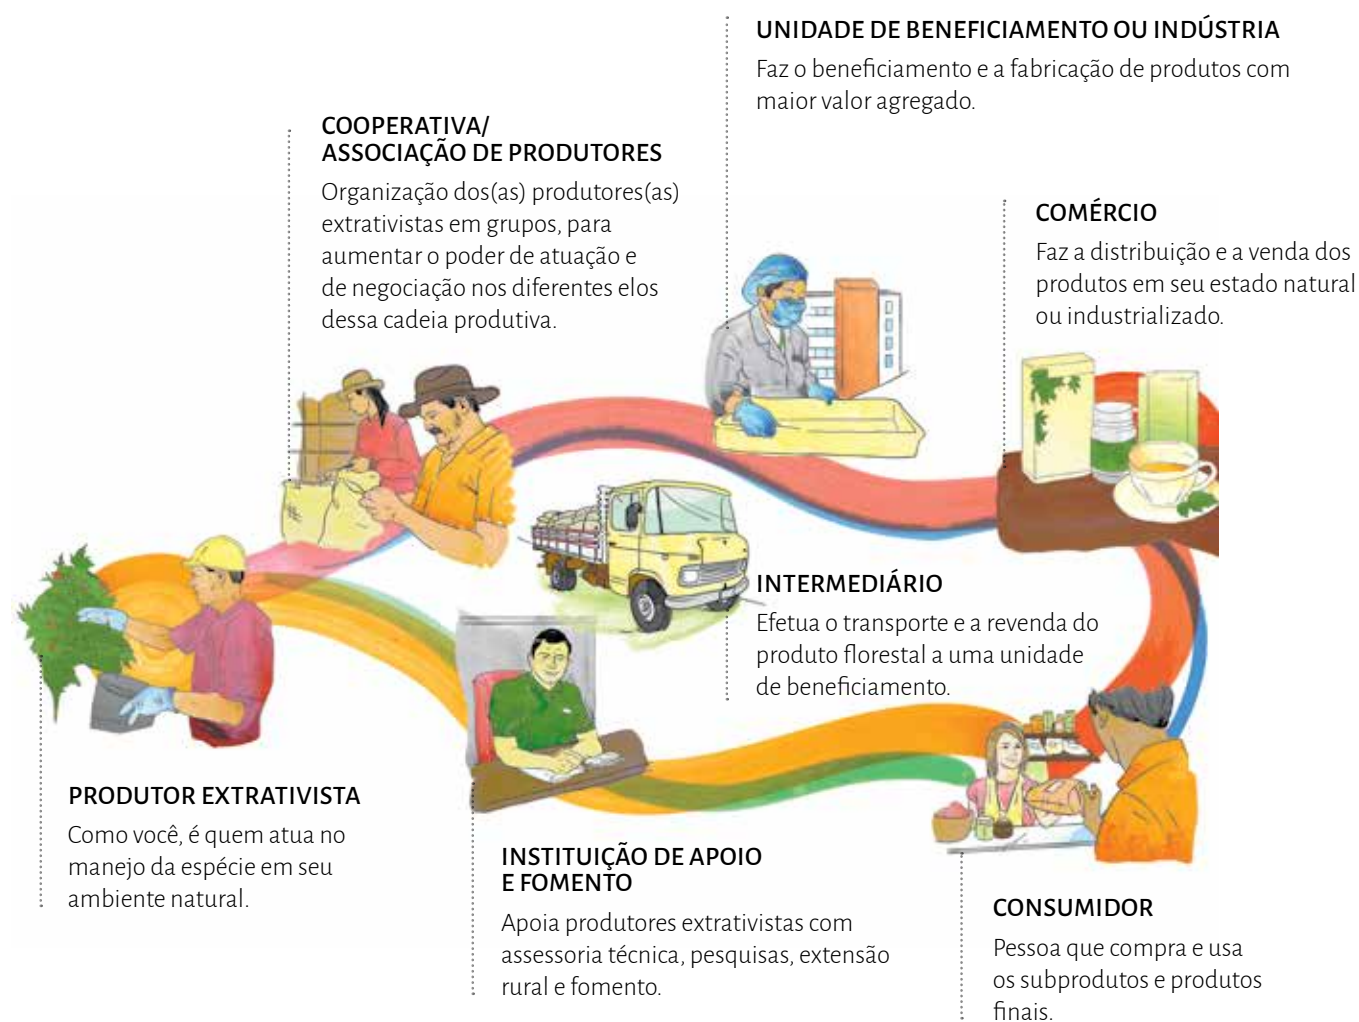 UNIDADE DE BENEFICIAMENTO OU INDÚSTRIA
Faz o beneficiamento e a fabricação de produtos com
maior valor agregado.
COOPERATIVA/
ASSOCIAÇÃO DE PRODUTORES
Organização dos(as) produtores(as)
extrativistas em grupos, para
aumentar o poder de atuação e
de negociação nos diferentes elos
dessa cadeia produtiva.
COMÉRCIO
Faz a distribuição e a venda dos
produtos em seu estado natural
ou industrializado.
INTERMEDIÁRIO
Efetua o transporte e a revenda do
produto florestal a uma unidade
de beneficiamento.
PRODUTOR EXTRATIVISTA
Como você, é quem atua no
manejo da espécie em seu
ambiente natural.
INSTITUIÇÃO DE APOIO
E FOMENTO
Apoia produtores extrativistas com
assessoria técnica, pesquisas, extensão
rural e fomento.
CONSUMIDOR
Pessoa que compra e usa
os subprodutos e produtos
finais.